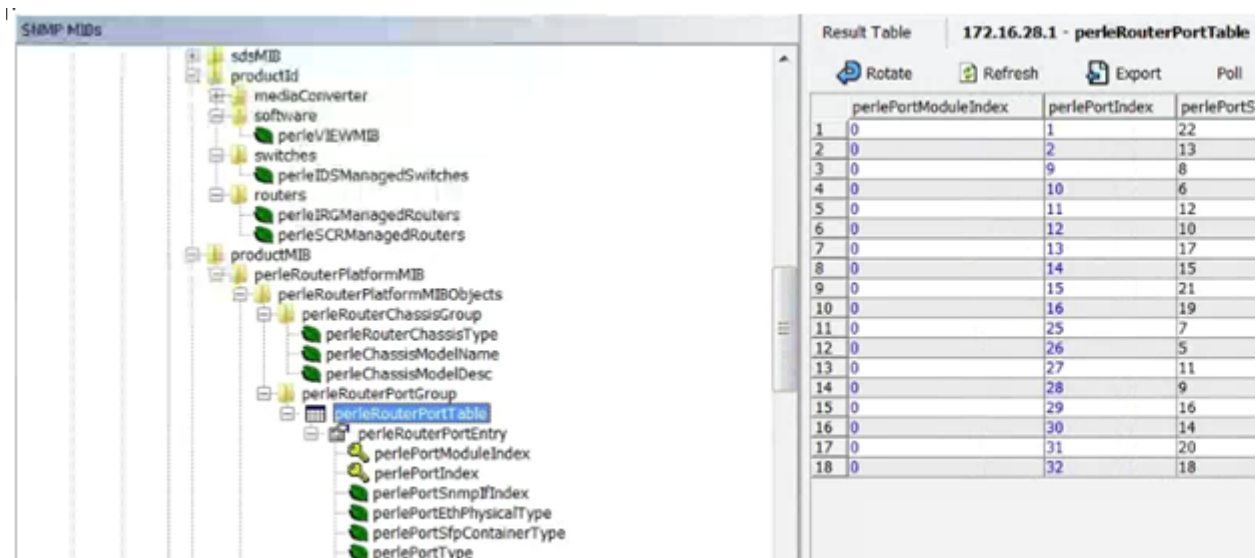 SNMP MIBs
sdsMIB
productId
mediaConverter
software
perleVIEWMIB
switches
perleIDSManagedSwitches
routers
perleIRGManagedRouters
perleSCRManagedRouters
productMIB
perleRouterPlatformMIB
perleRouterPlatformMIBObjects
perleRouterChassisGroup
perleRouterChassisType
perleChassisModelName
perleChassisModelDesc
perleRouterPortGroup
perleRouterPortTable
perleRouterPortEntry
perlePortModuleIndex
perlePortIndex
perlePortSnmpIfIndex
perlePortEthPhysicalType
perlePortSfpContainerType
perlePortType
Result Table 172.16.28.1 - perleRouterPortTable
Rotate Refresh Export Poll
perlePortModuleIndex perlePortIndex perlePortS
1 0 1 22
2 0 2 13
3 0 9 8
4 0 10 6
5 0 11 12
6 0 12 10
7 0 13 17
8 0 14 15
9 0 15 21
10 0 16 19
11 0 25 7
12 0 26 5
13 0 27 11
14 0 28 9
15 0 29 16
16 0 30 14
17 0 31 20
18 0 32 18